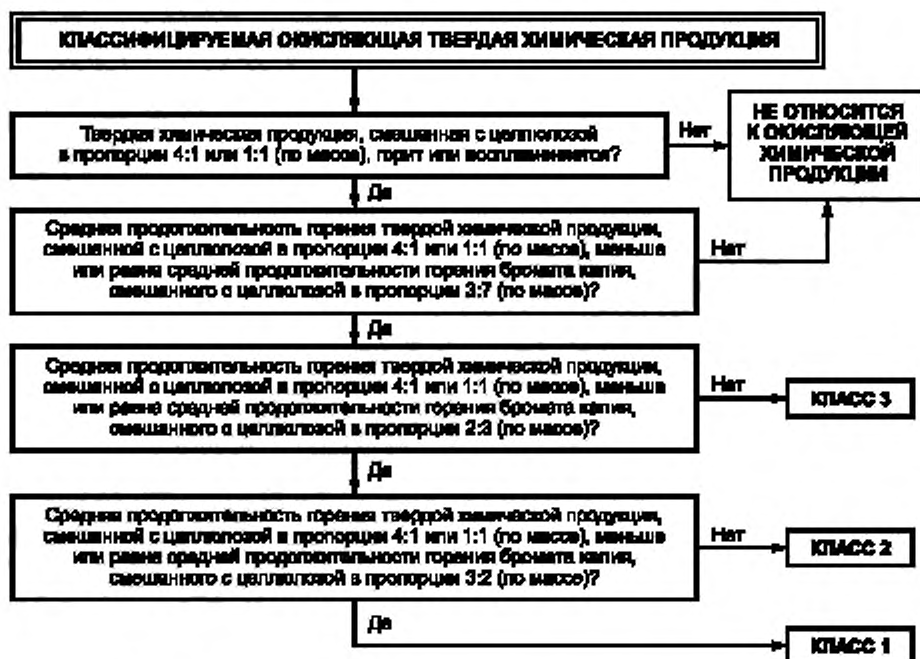 КЛАССИФИЦИРУЕМАЯ ОКИСЛЯЮЩАЯ ТВЕРДАЯ ХИМИЧЕСКАЯ ПРОДУКЦИЯ
Твердая химическая продукция, смешанная с целлюлозой
в пропорции 4:1 или 1:1 (по массе), горит или воспламеняется?
Нет
НЕ ОТНОСИТСЯ
К ОКИСЛЯЮЩЕЙ
ХИМИЧЕСКОЙ
ПРОДУКЦИИ
Да
Средняя продолжительность горения твердой химической продукции,
смешанной с целлюлозой в пропорции 4:1 или 1:1 (по массе), меньше
или равна средней продолжительности горения бромата калия,
смешанного с целлюлозой в пропорции 3:7 (по массе)?
Нет
Да
Средняя продолжительность горения твердой химической продукции,
смешанной с целлюлозой в пропорции 4:1 или 1:1 (по массе), меньше
или равна средней продолжительности горения бромата калия,
смешанного с целлюлозой в пропорции 2:3 (по массе)?
Нет
КЛАСС 3
Да
Средняя продолжительность горения твердой химической продукции,
смешанной с целлюлозой в пропорции 4:1 или 1:1 (по массе), меньше
или равна средней продолжительности горения бромата калия,
смешанного с целлюлозой в пропорции 3:2 (по массе)?
Нет
КЛАСС 2
Да
КЛАСС 1